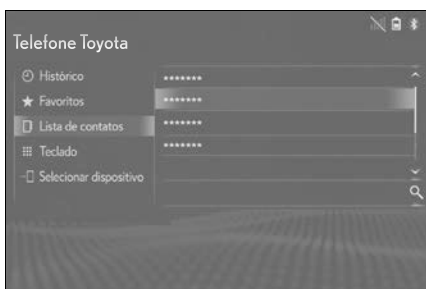 Telefone Toyota
Histórico
Favoritos
Lista de contatos
Teclado
Selecionar dispositivo
*******
*******
*******
*******